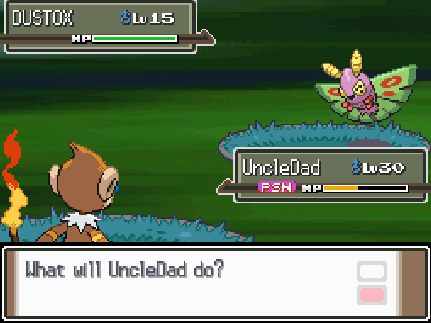 DUSTOX ♂Lv15
HP
UncleDad ♂Lv30
PSN HP
What will UncleDad do?